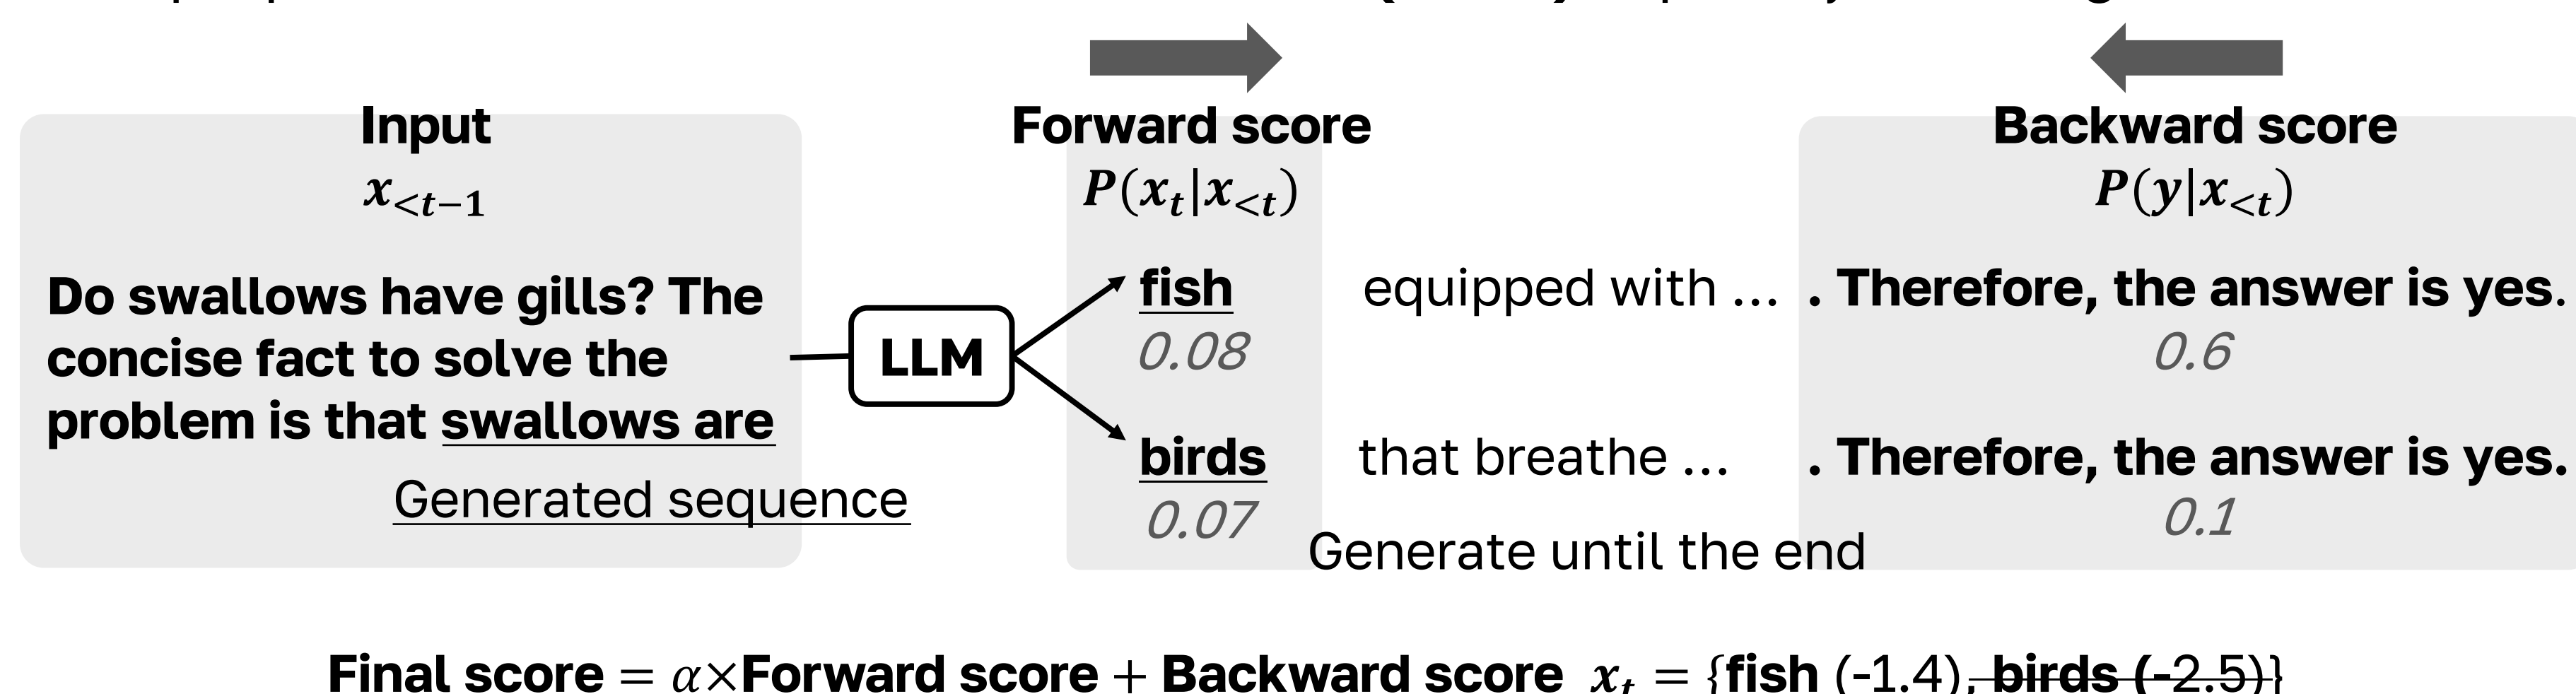 Input
x<t−1
Do swallows have gills? The
concise fact to solve the
problem is that swallows are
Generated sequence
LLM
Forward score
P(xt|x<t)
fish
0.08
birds
0.07
equipped with ...
that breathe ...
Generate until the end
Backward score
P(y|x<t)
. Therefore, the answer is yes.
0.6
. Therefore, the answer is yes.
0.1
Final score = α×Forward score + Backward score xt = {fish (-1.4), birds (-2.5)}